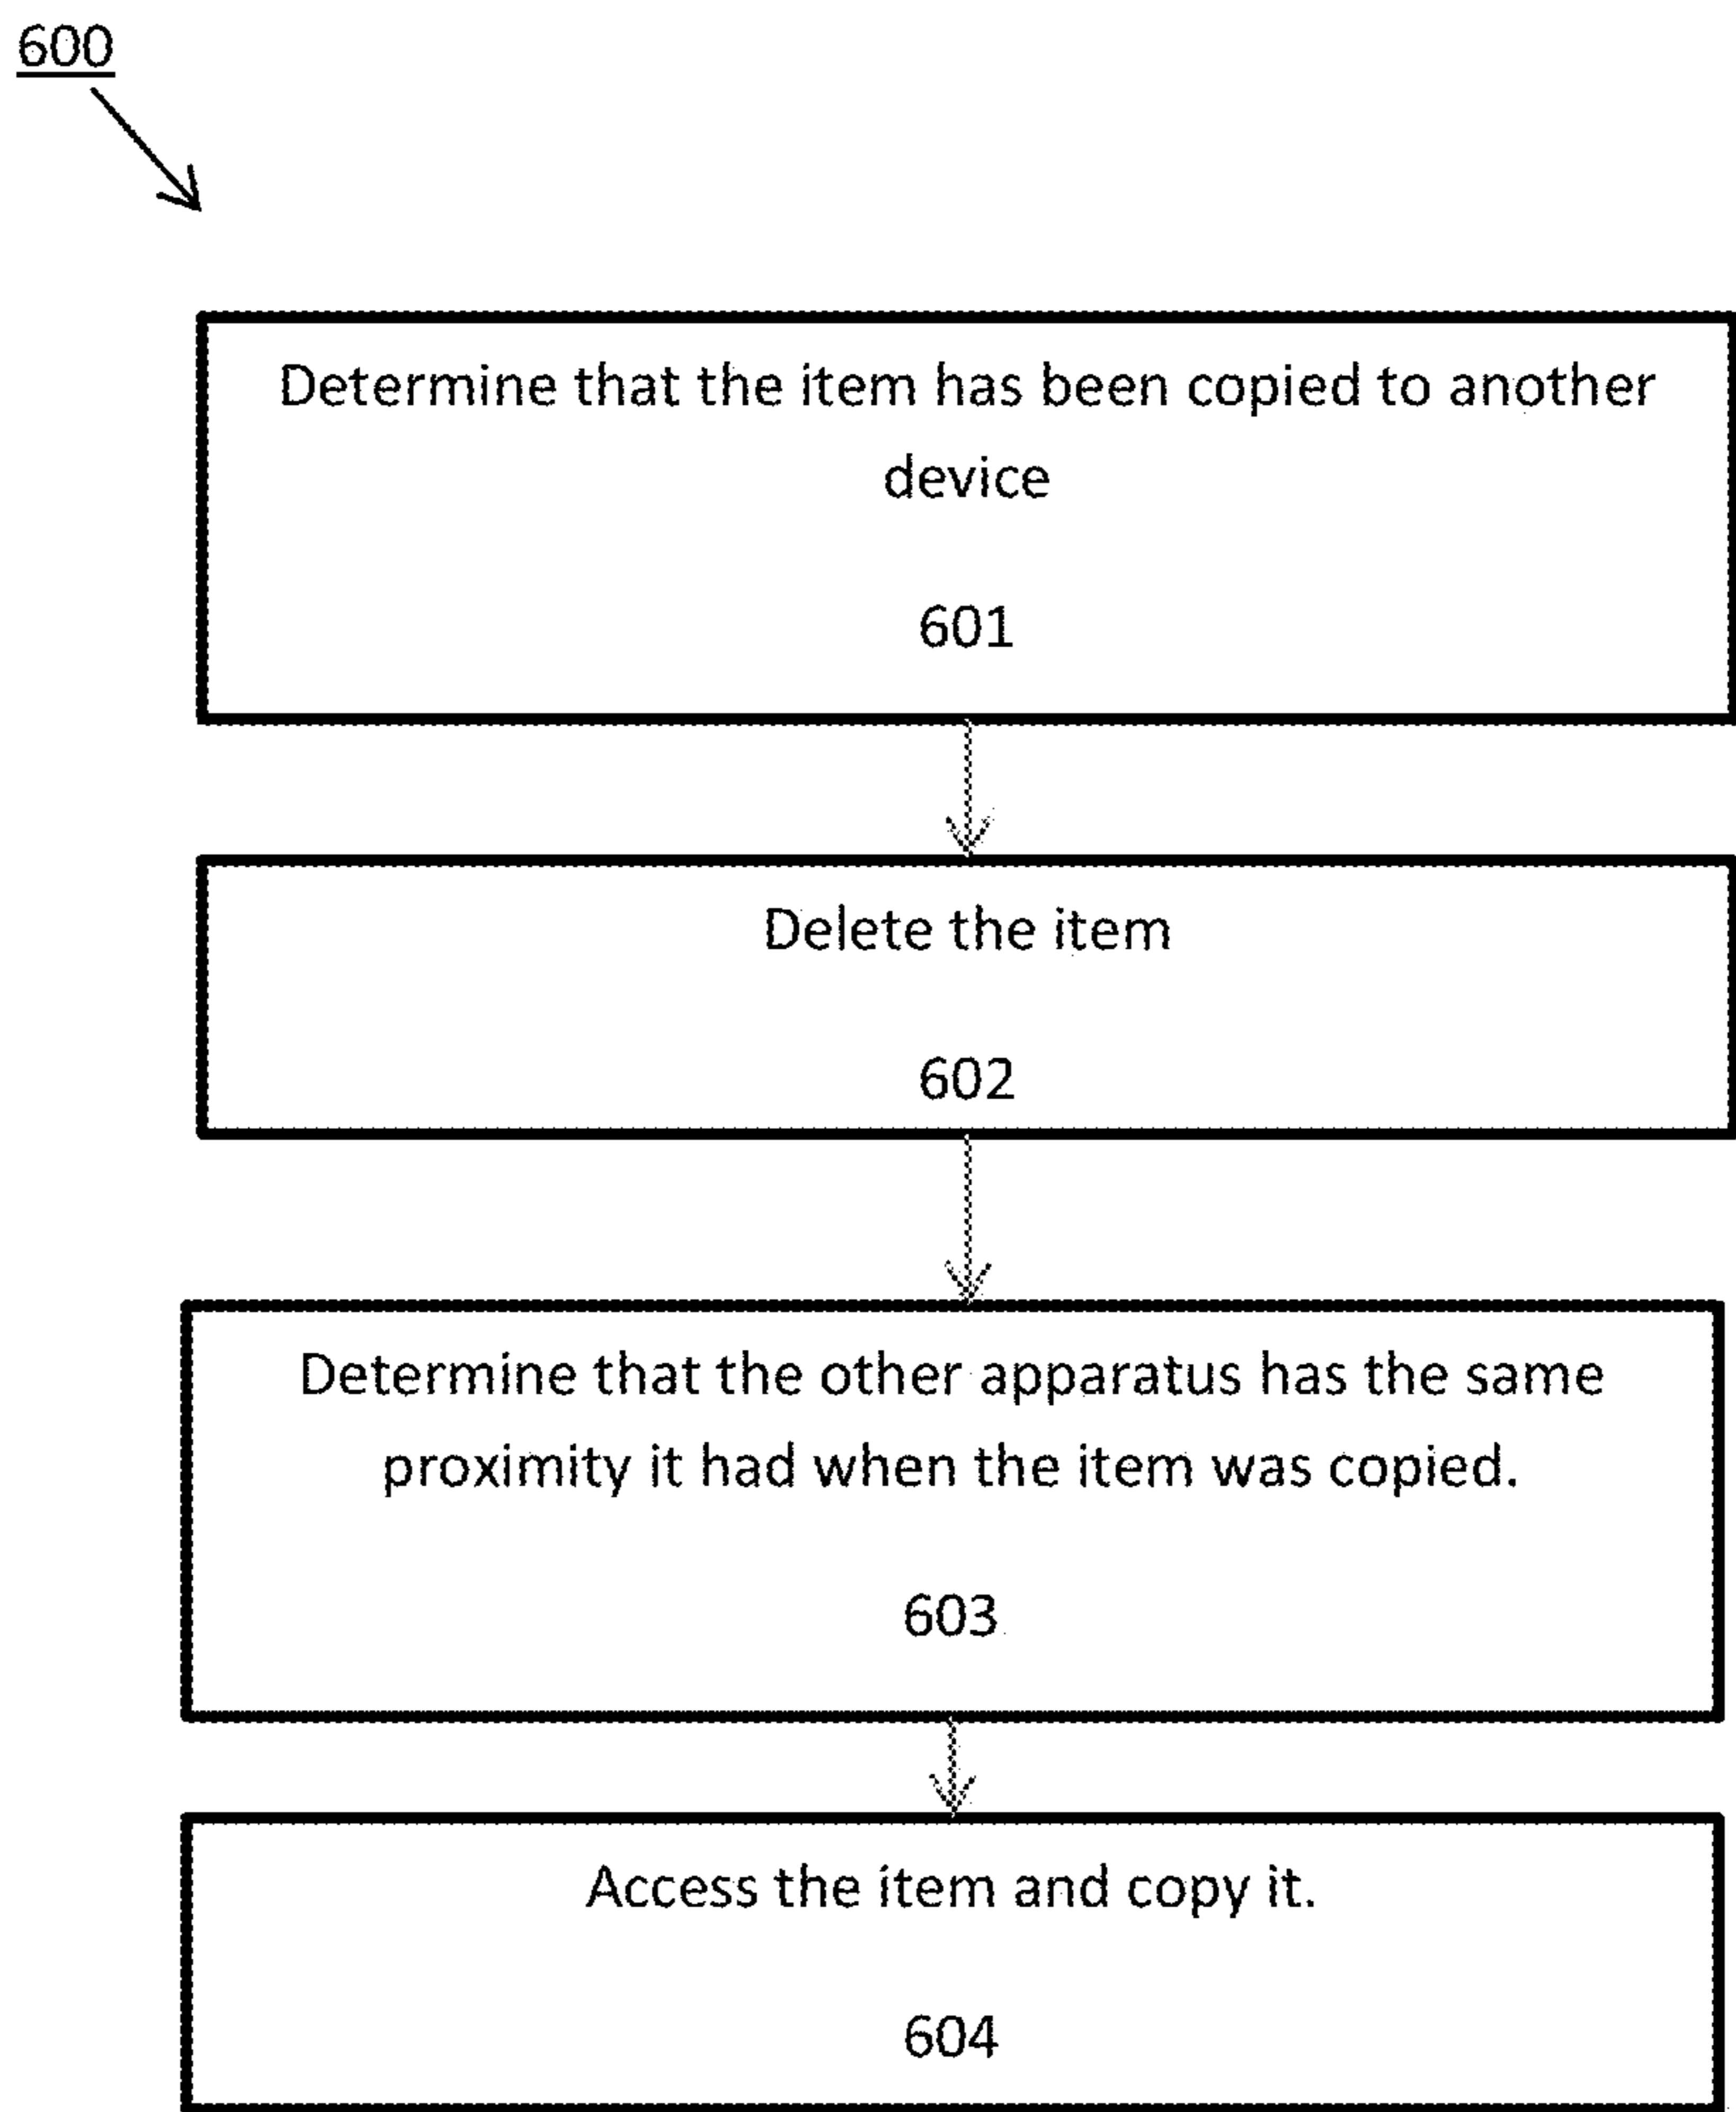 600
Determine that the item has been copied to another
device
601
Delete the item
602
Determine that the other apparatus has the same
proximity it had when the item was copied.
603
Access the item and copy it.
604